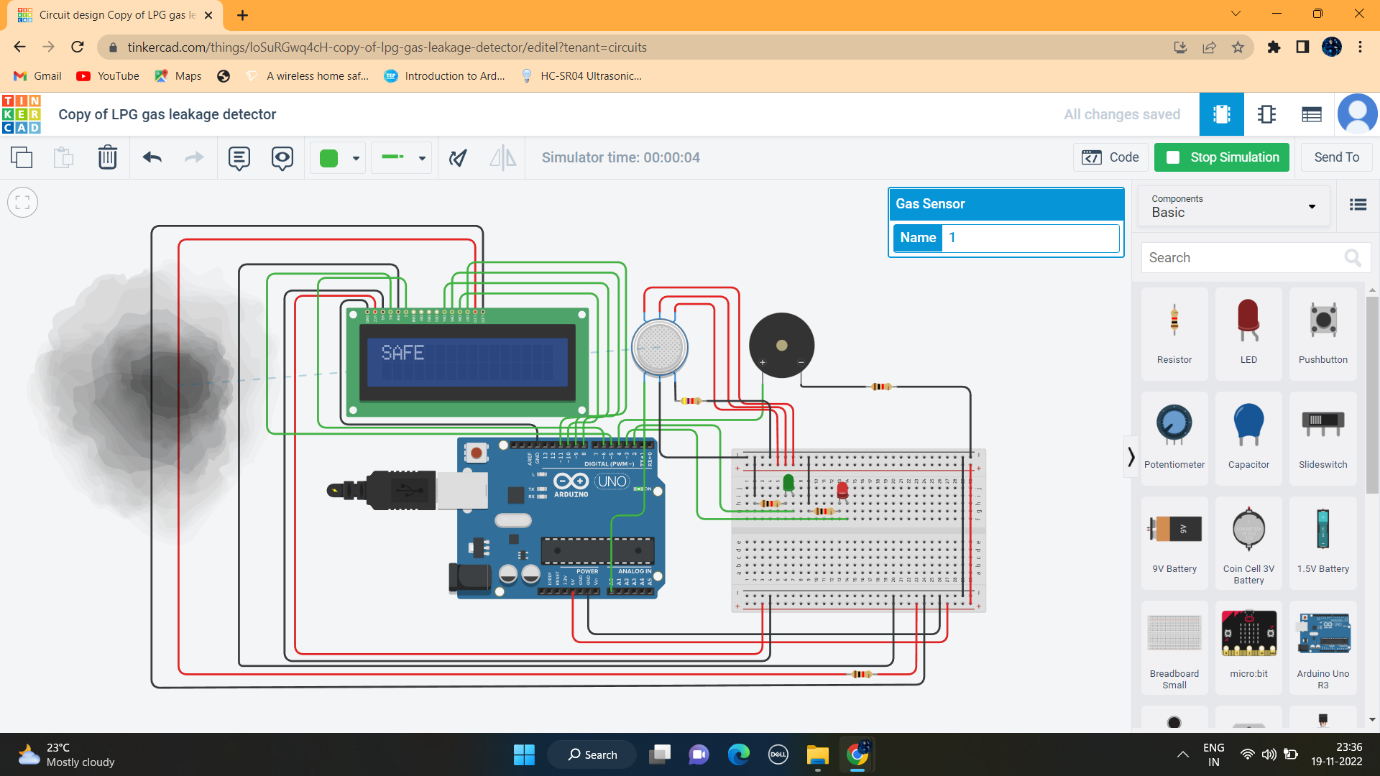 Circuit design Copy of LPG gas le
tinkercad.com/things/loSuRGwq4cH-copy-of-lpg-gas-leakage-detector/editel?tenant=circuits
Gmail
YouTube
Maps
A wireless home saf...
Introduction to Ard...
HC-SR04 Ultrasonic...
TIN
KER
CAD
Copy of LPG gas leakage detector
All changes saved
Simulator time: 00:00:04
Code
Stop Simulation
Send To
Gas Sensor
Name 1
Components
Basic
Search
SAFE
DIGITAL (PWM ~)
UNO
ARDUINO
POWER
ANALOG IN
Resistor
LED
Pushbutton
Potentiometer
Capacitor
Slideswitch
9V
9V Battery
Coin Cell 3V
Battery
1.5V Battery
Breadboard
Small
micro:bit
Arduino Uno
R3
23°C
Mostly cloudy
Search
DELL
ENG
IN
23:36
19-11-2022